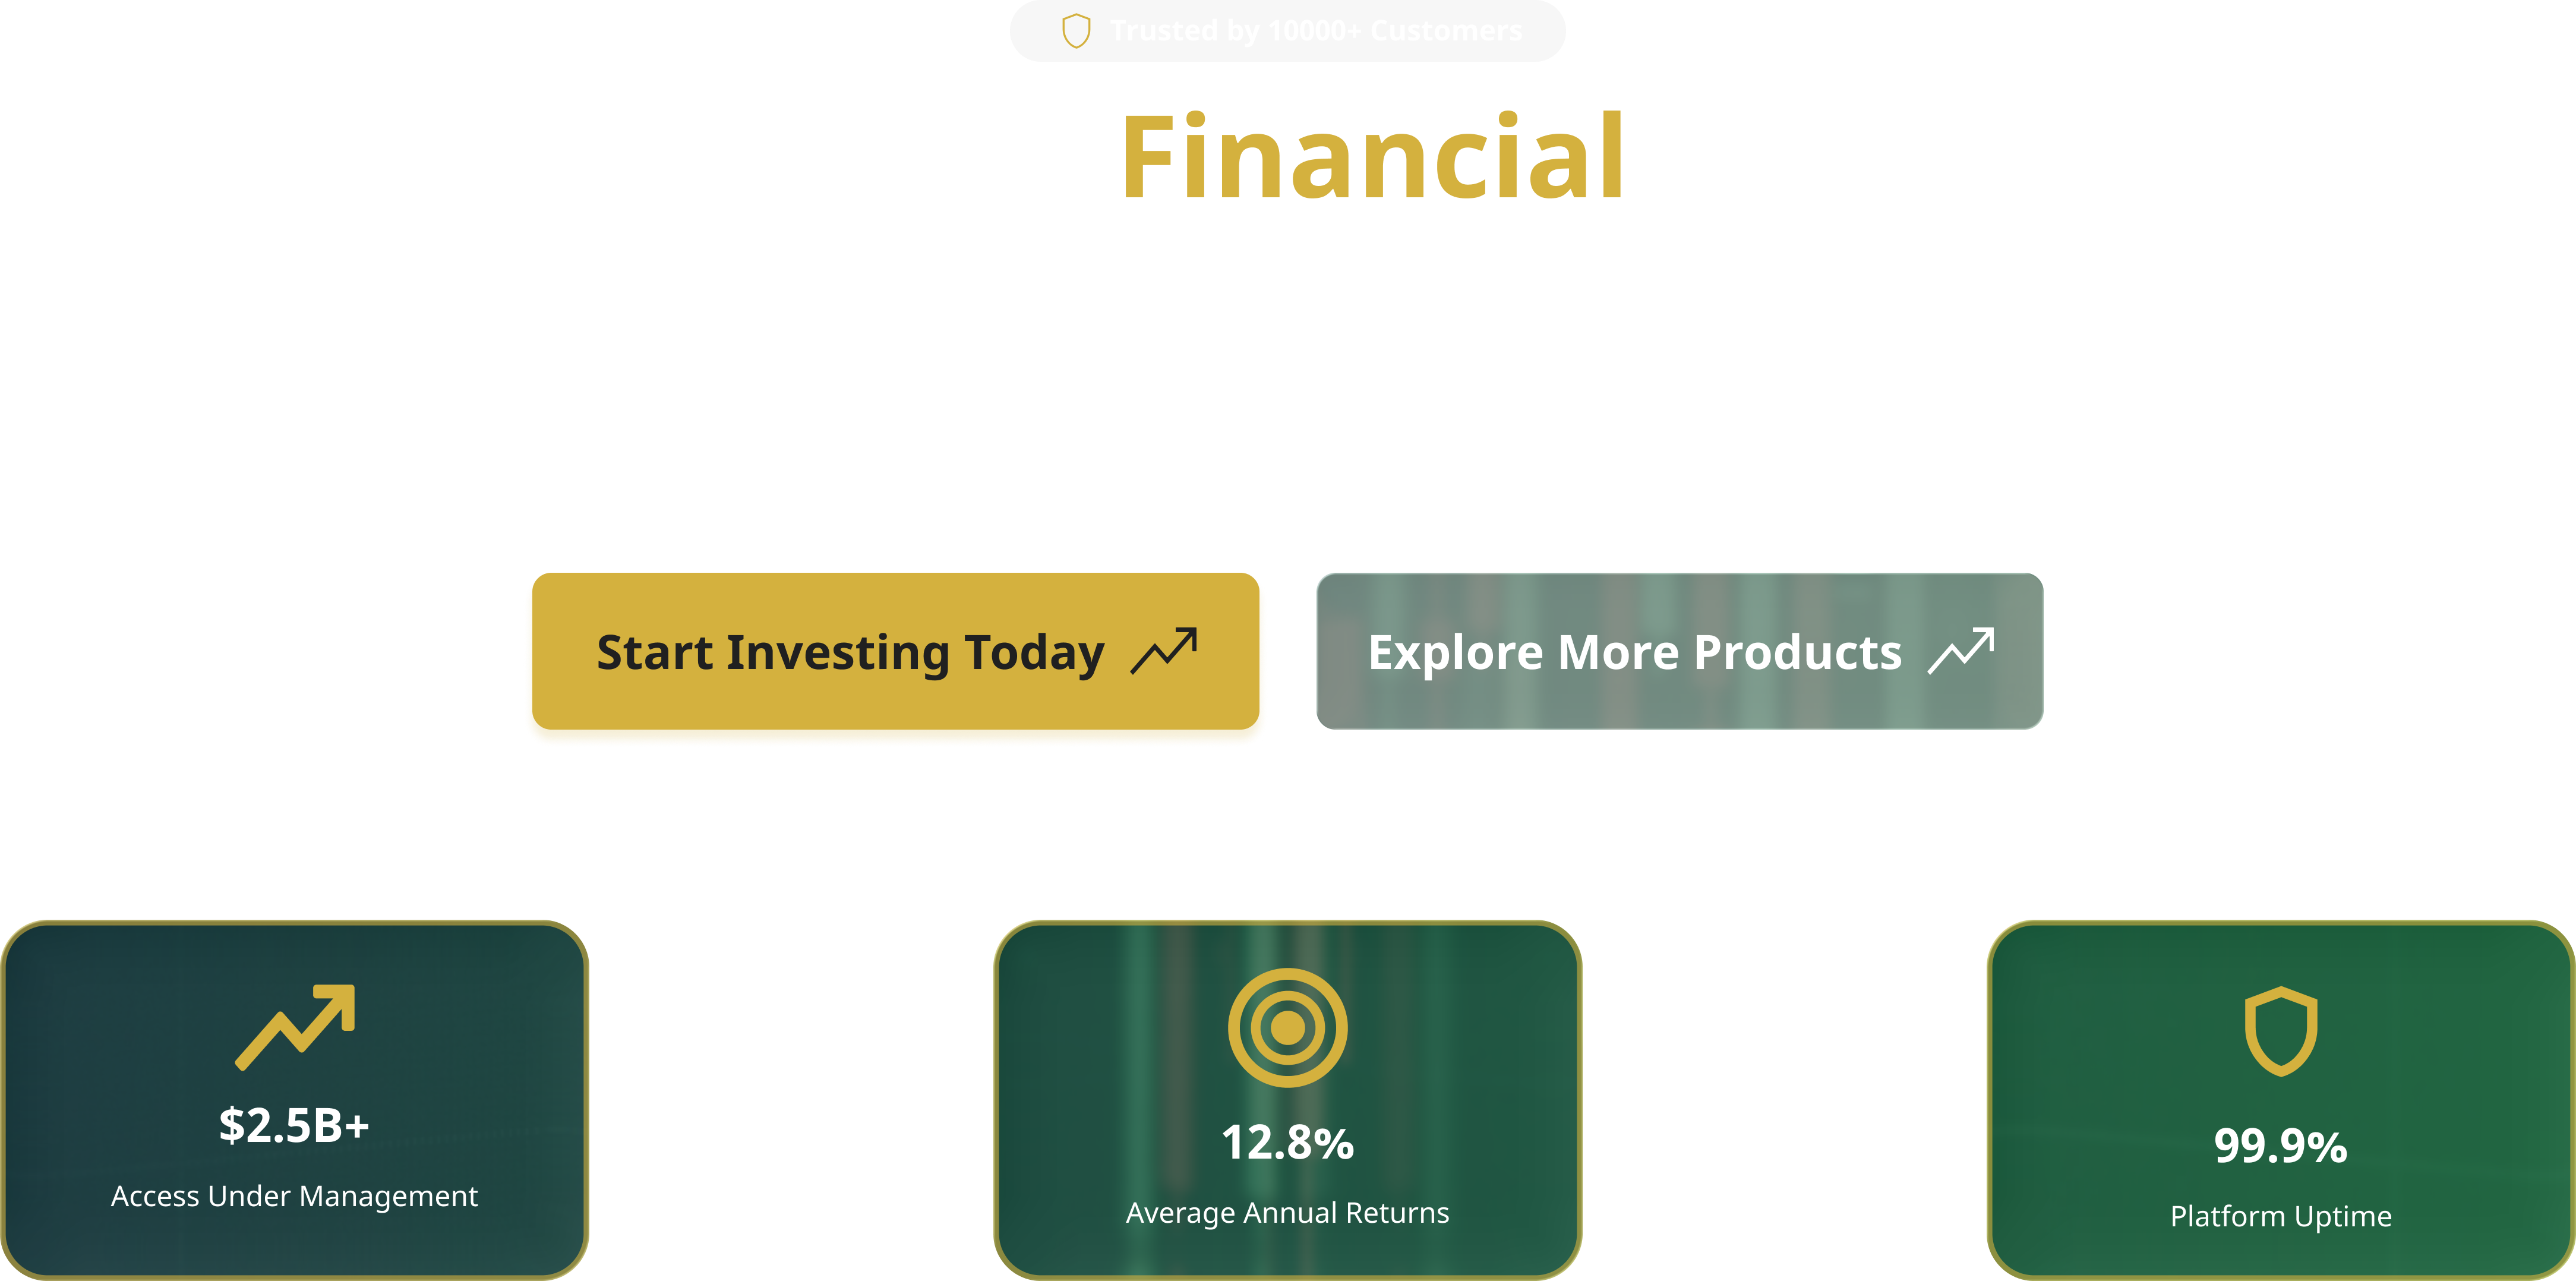 Trusted by 10000+ Customers
Financial
Start Investing Today
Explore More Products
$2.5B+
Access Under Management
12.8%
Average Annual Returns
99.9%
Platform Uptime